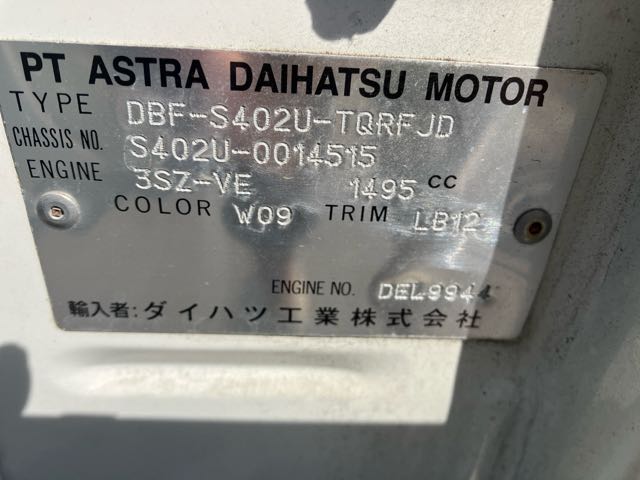 PT ASTRA DAIHATSU MOTOR
TYPE DBF-S402U-TQRFJD
CHASSIS NO. S402U-0014515
ENGINE 3SZ-VE 1495 CC
COLOR W09 TRIM LB12
ENGINE NO. DEL9944
輸入者:ダイハツ工業株式会社